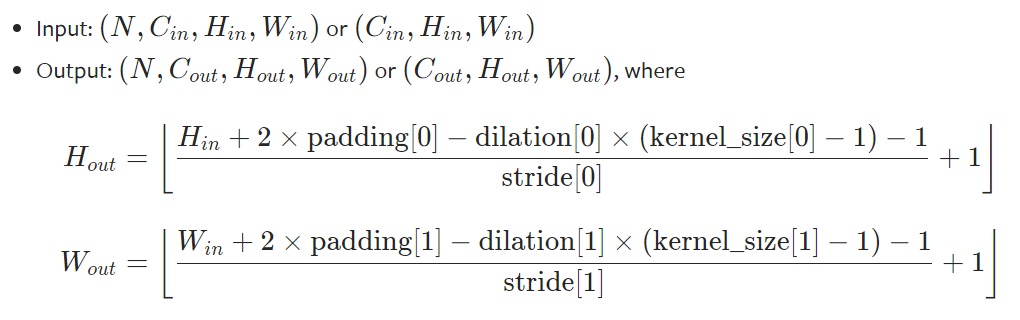 • Input: (N, C_in, H_in, W_in) or (C_in, H_in, W_in)
• Output: (N, C_out, H_out, W_out) or (C_out, H_out, W_out), where
H_out = ⌊(H_in + 2 × padding[0] − dilation[0] × (kernel_size[0] − 1) − 1) / stride[0] + 1⌋
W_out = ⌊(W_in + 2 × padding[1] − dilation[1] × (kernel_size[1] − 1) − 1) / stride[1] + 1⌋